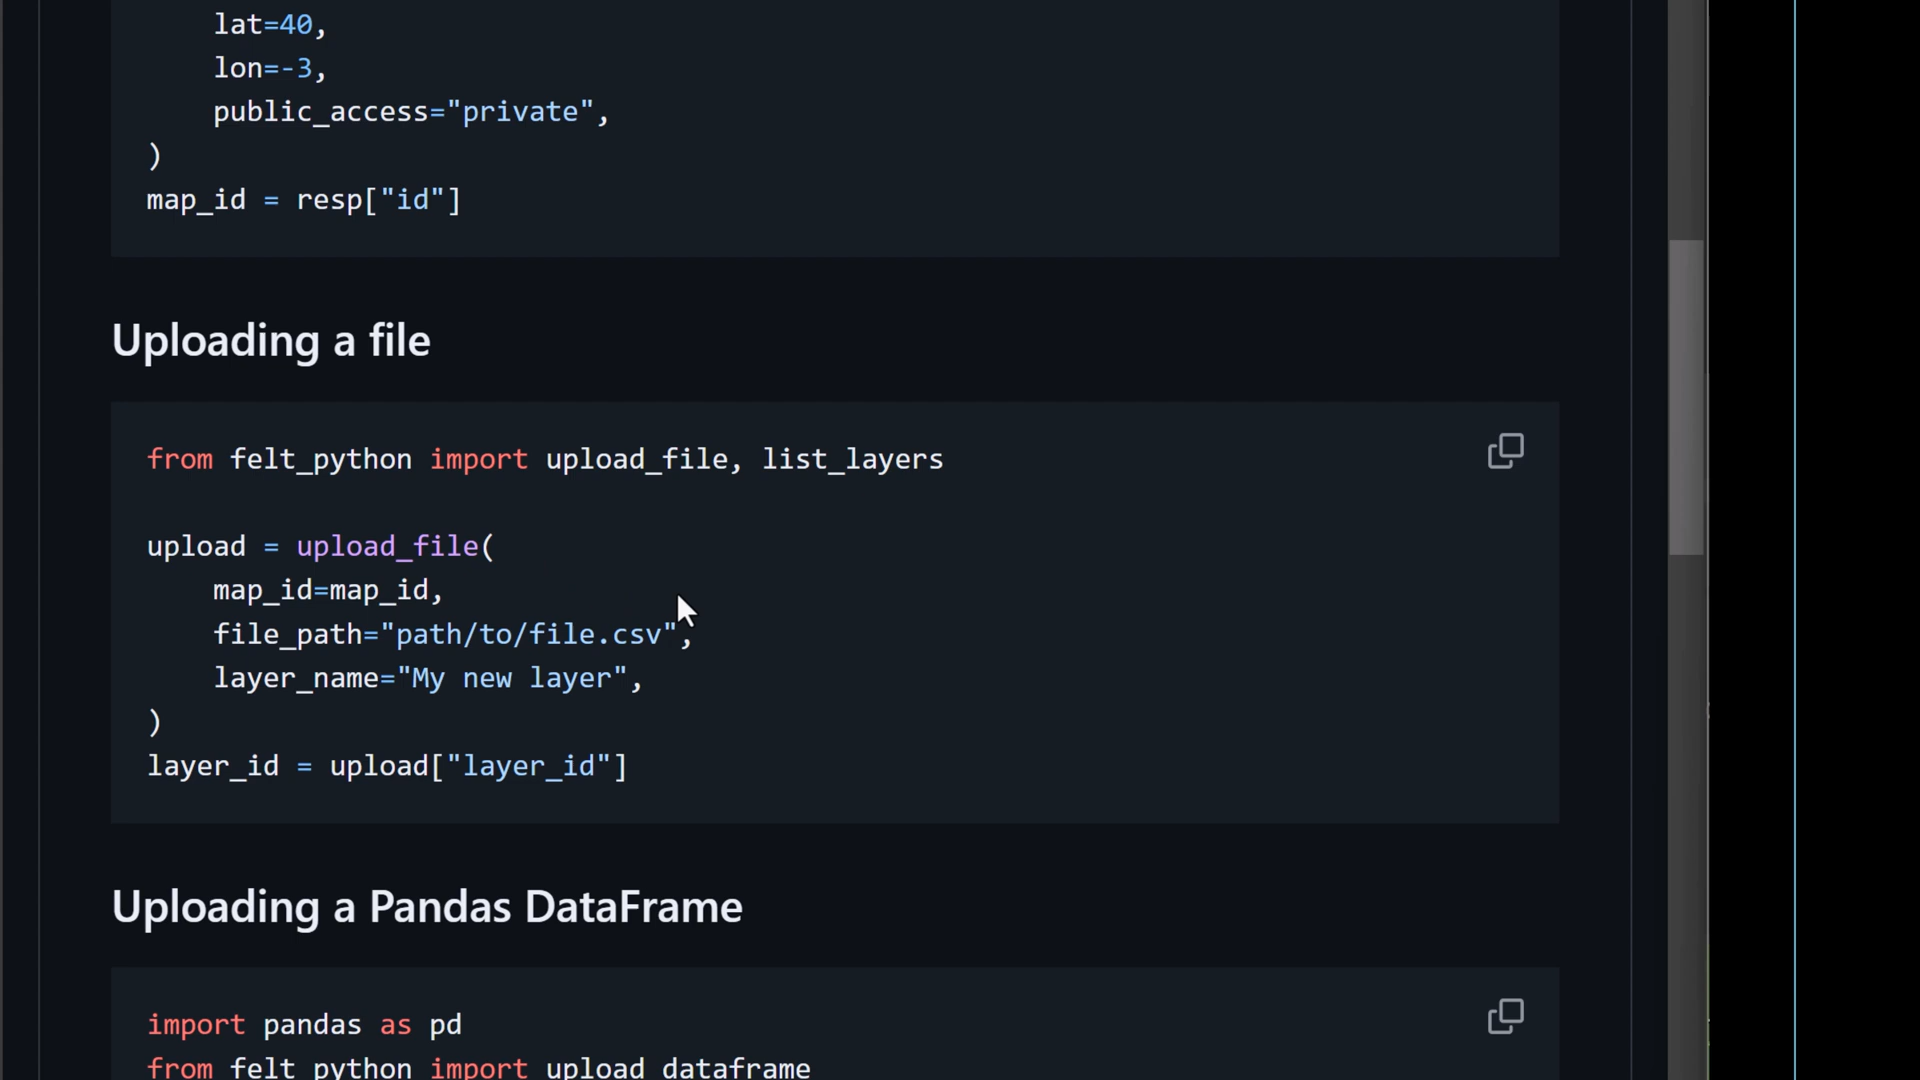 lat=40,
    lon=-3,
    public_access="private",
)
map_id = resp["id"]
Uploading a file
from felt_python import upload_file, list_layers
upload = upload_file(
    map_id=map_id,
    file_path="path/to/file.csv",
    layer_name="My new layer",
)
layer_id = upload["layer_id"]
Uploading a Pandas DataFrame
import pandas as pd
from felt_python import upload_dataframe